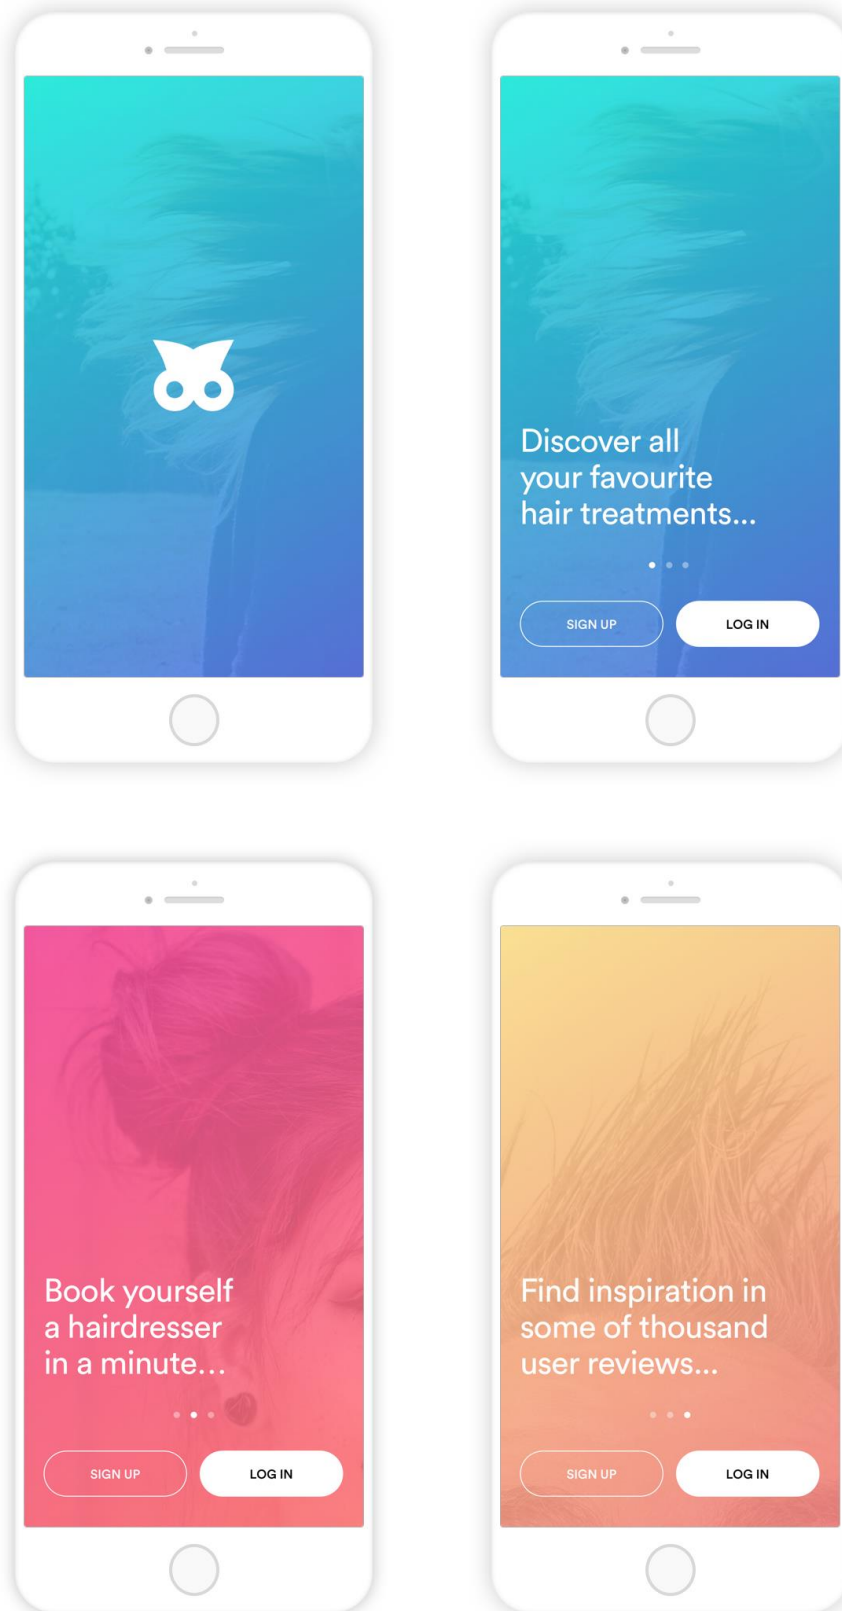 Discover all
your favourite
hair treatments...
SIGN UP
LOG IN
Book yourself
a hairdresser
in a minute...
SIGN UP
LOG IN
Find inspiration in
some of thousand
user reviews...
SIGN UP
LOG IN